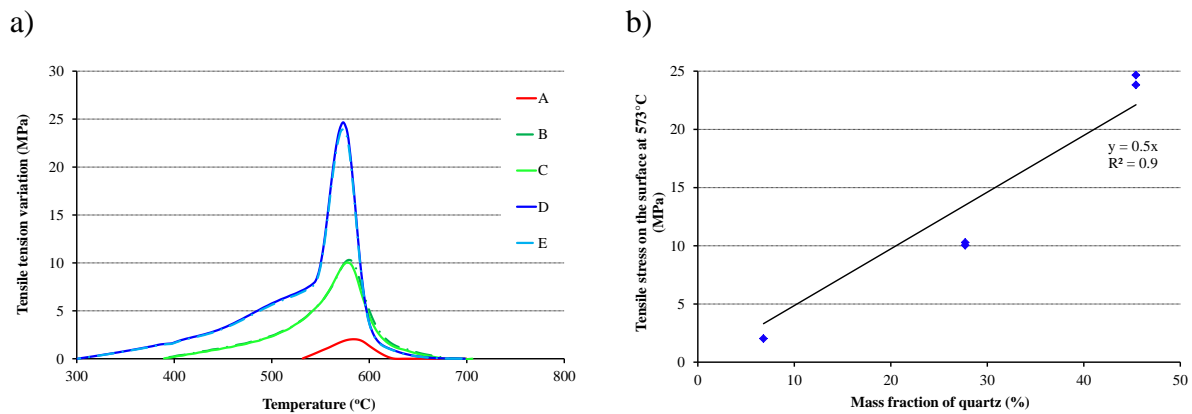 a)
Tensile tension variation (MPa)
30
25
20
15
10
5
0
300
400
500
600
700
800
Temperature (ºC)
A
B
C
D
E
b)
Tensile stress on the surface at 573°C
(MPa)
25
20
15
10
5
0
0
10
20
30
40
50
Mass fraction of quartz (%)
y = 0.5x
R² = 0.9